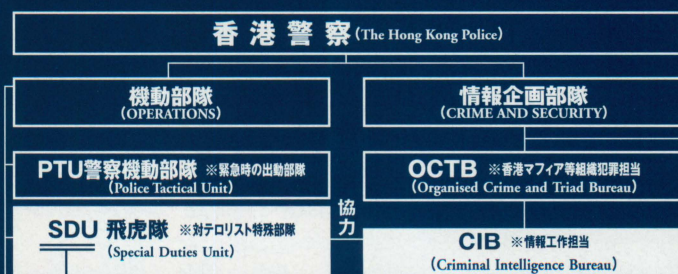 香港警察(The Hong Kong Police)
機動部隊
(OPERATIONS)
情報企画部隊
(CRIME AND SECURITY)
PTU警察機動部隊 ※緊急時の出動部隊
(Police Tactical Unit)
OCTB ※香港マフィア等組織犯罪担当
(Organised Crime and Triad Bureau)
協力
SDU 飛虎隊 ※対テロリスト特殊部隊
(Special Duties Unit)
CIB ※情報工作担当
(Criminal Intelligence Bureau)